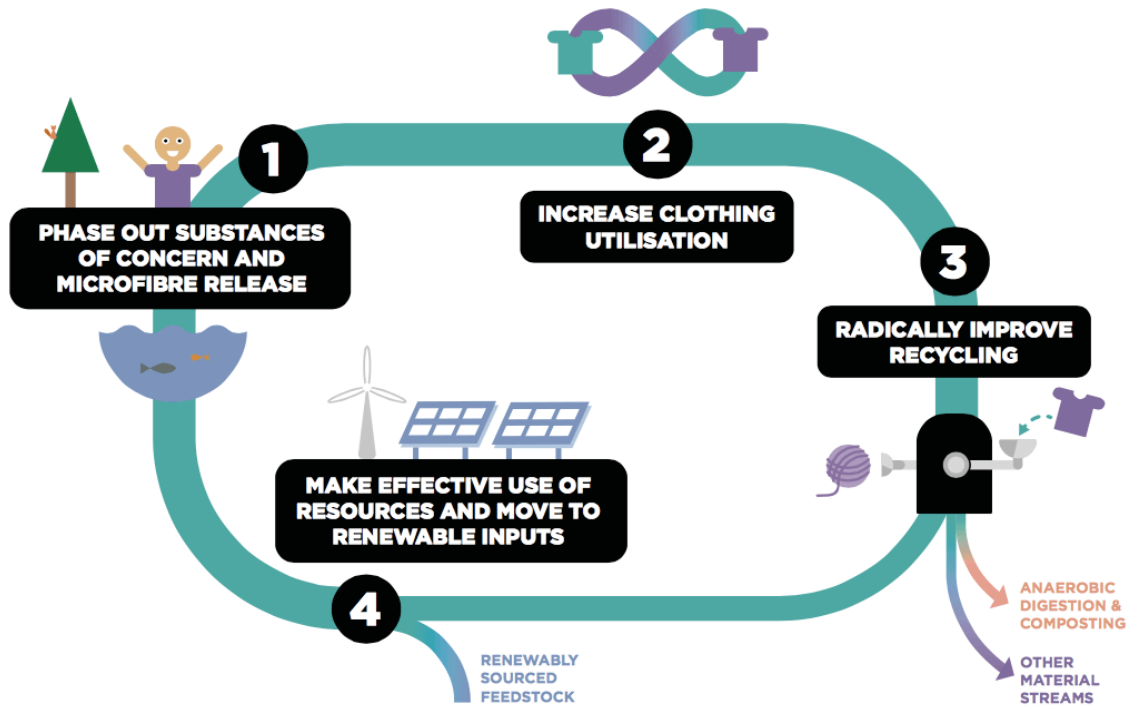 1
PHASE OUT SUBSTANCES
OF CONCERN AND
MICROFIBRE RELEASE
2
INCREASE CLOTHING
UTILISATION
3
RADICALLY IMPROVE
RECYCLING
MAKE EFFECTIVE USE OF
RESOURCES AND MOVE TO
RENEWABLE INPUTS
4
RENEWABLY
SOURCED
FEEDSTOCK
ANAEROBIC
DIGESTION &
COMPOSTING
OTHER
MATERIAL
STREAMS